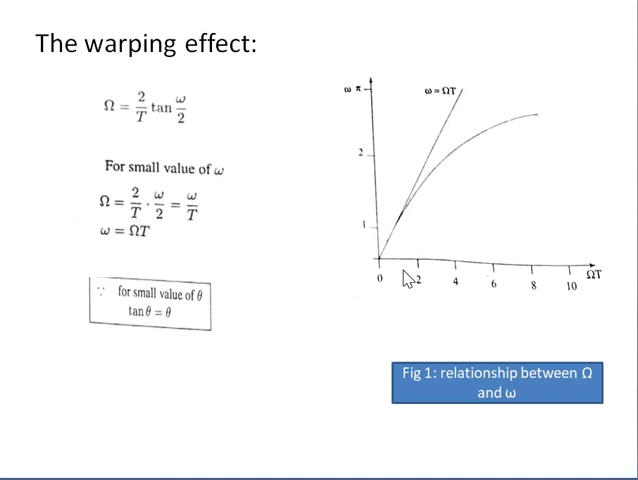 The warping effect:
Ω = 2/T tan ω/2
For small value of ω
Ω = 2/T · ω/2 = ω/T
ω = ΩT
∵ for small value of θ
tan θ = θ
ω π
ω = ΩT
2
1
0 2 4 6 8 10 ΩT
Fig 1: relationship between Ω
and ω